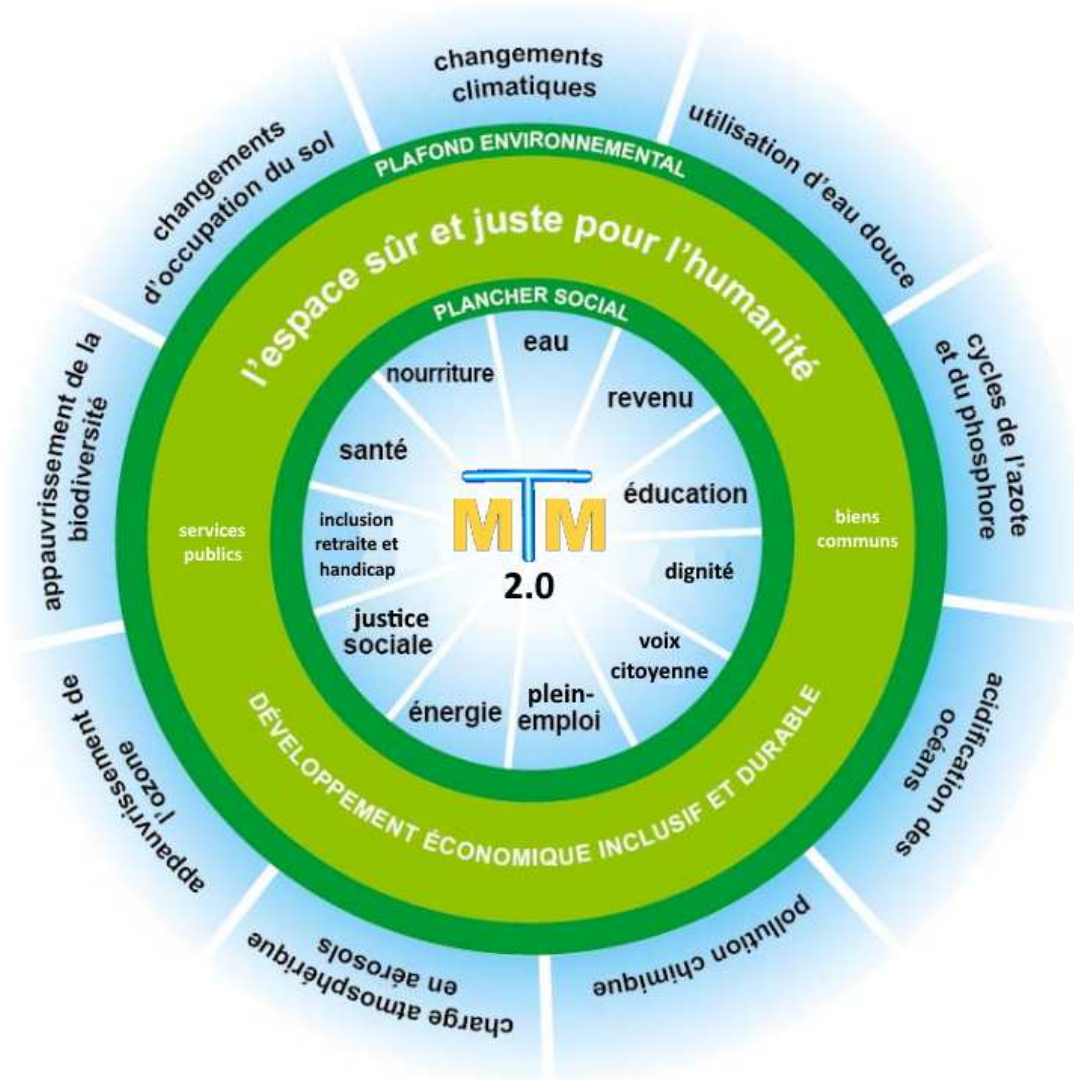 changements
climatiques
utilisation d'eau douce
cycles de l'azote
et du phosphore
acidification des
océans
pollution chimique
charge atmosphérique
en aérosols
appauvrissement de
l'ozone
appauvrissement de la
biodiversité
changements
d'occupation du sol
PLAFOND ENVIRONNEMENTAL
l'espace sûr et juste pour l'humanité
services
publics
biens
communs
DÉVELOPPEMENT ÉCONOMIQUE INCLUSIF ET DURABLE
PLANCHER SOCIAL
eau
revenu
éducation
dignité
voix
citoyenne
plein-
emploi
énergie
justice
sociale
inclusion
retraite et
handicap
santé
nourriture
MTM
2.0